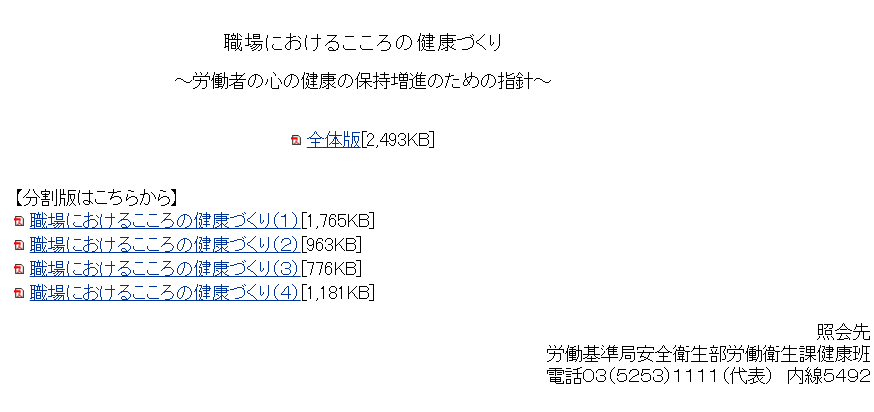 職場におけるこころの健康づくり
～労働者の心の健康の保持増進のための指針～
全体版[2,493KB]
【分割版はこちらから】
職場におけるこころの健康づくり（１）[1,765KB]
職場におけるこころの健康づくり（２）[963KB]
職場におけるこころの健康づくり（３）[776KB]
職場におけるこころの健康づくり（４）[1,181KB]
照会先
労働基準局安全衛生部労働衛生課健康班
電話０３（５２５３）１１１１（代表）　内線５４９２